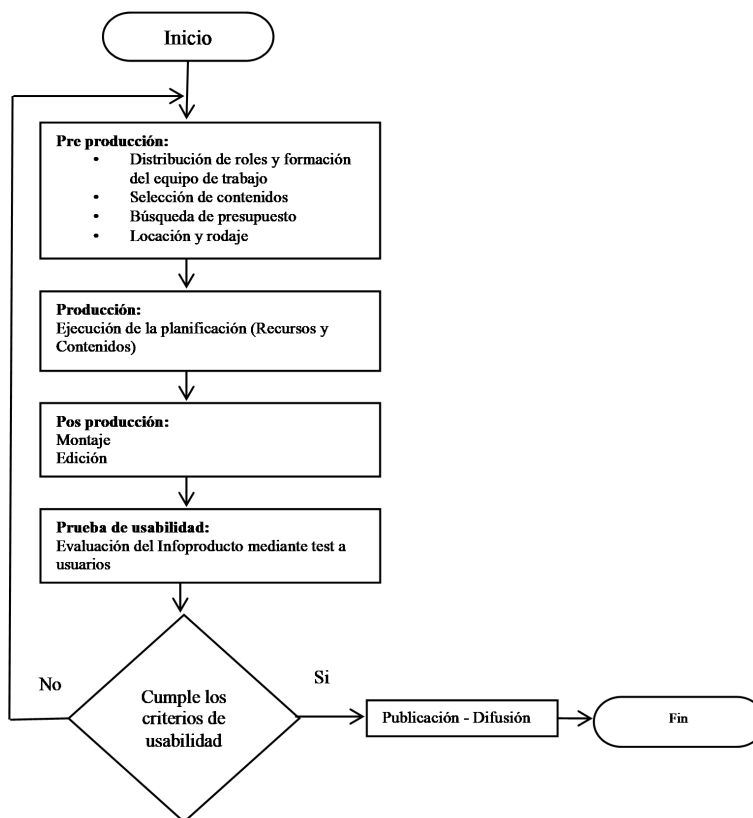 Inicio
Pre producción:
• Distribución de roles y formación
del equipo de trabajo
• Selección de contenidos
• Búsqueda de presupuesto
• Locación y rodaje
Producción:
Ejecución de la planificación (Recursos y
Contenidos)
Pos producción:
Montaje
Edición
Prueba de usabilidad:
Evaluación del Infoproducto mediante test a
usuarios
No
Cumple los
criterios de
usabilidad
Si
Publicación - Difusión
Fin